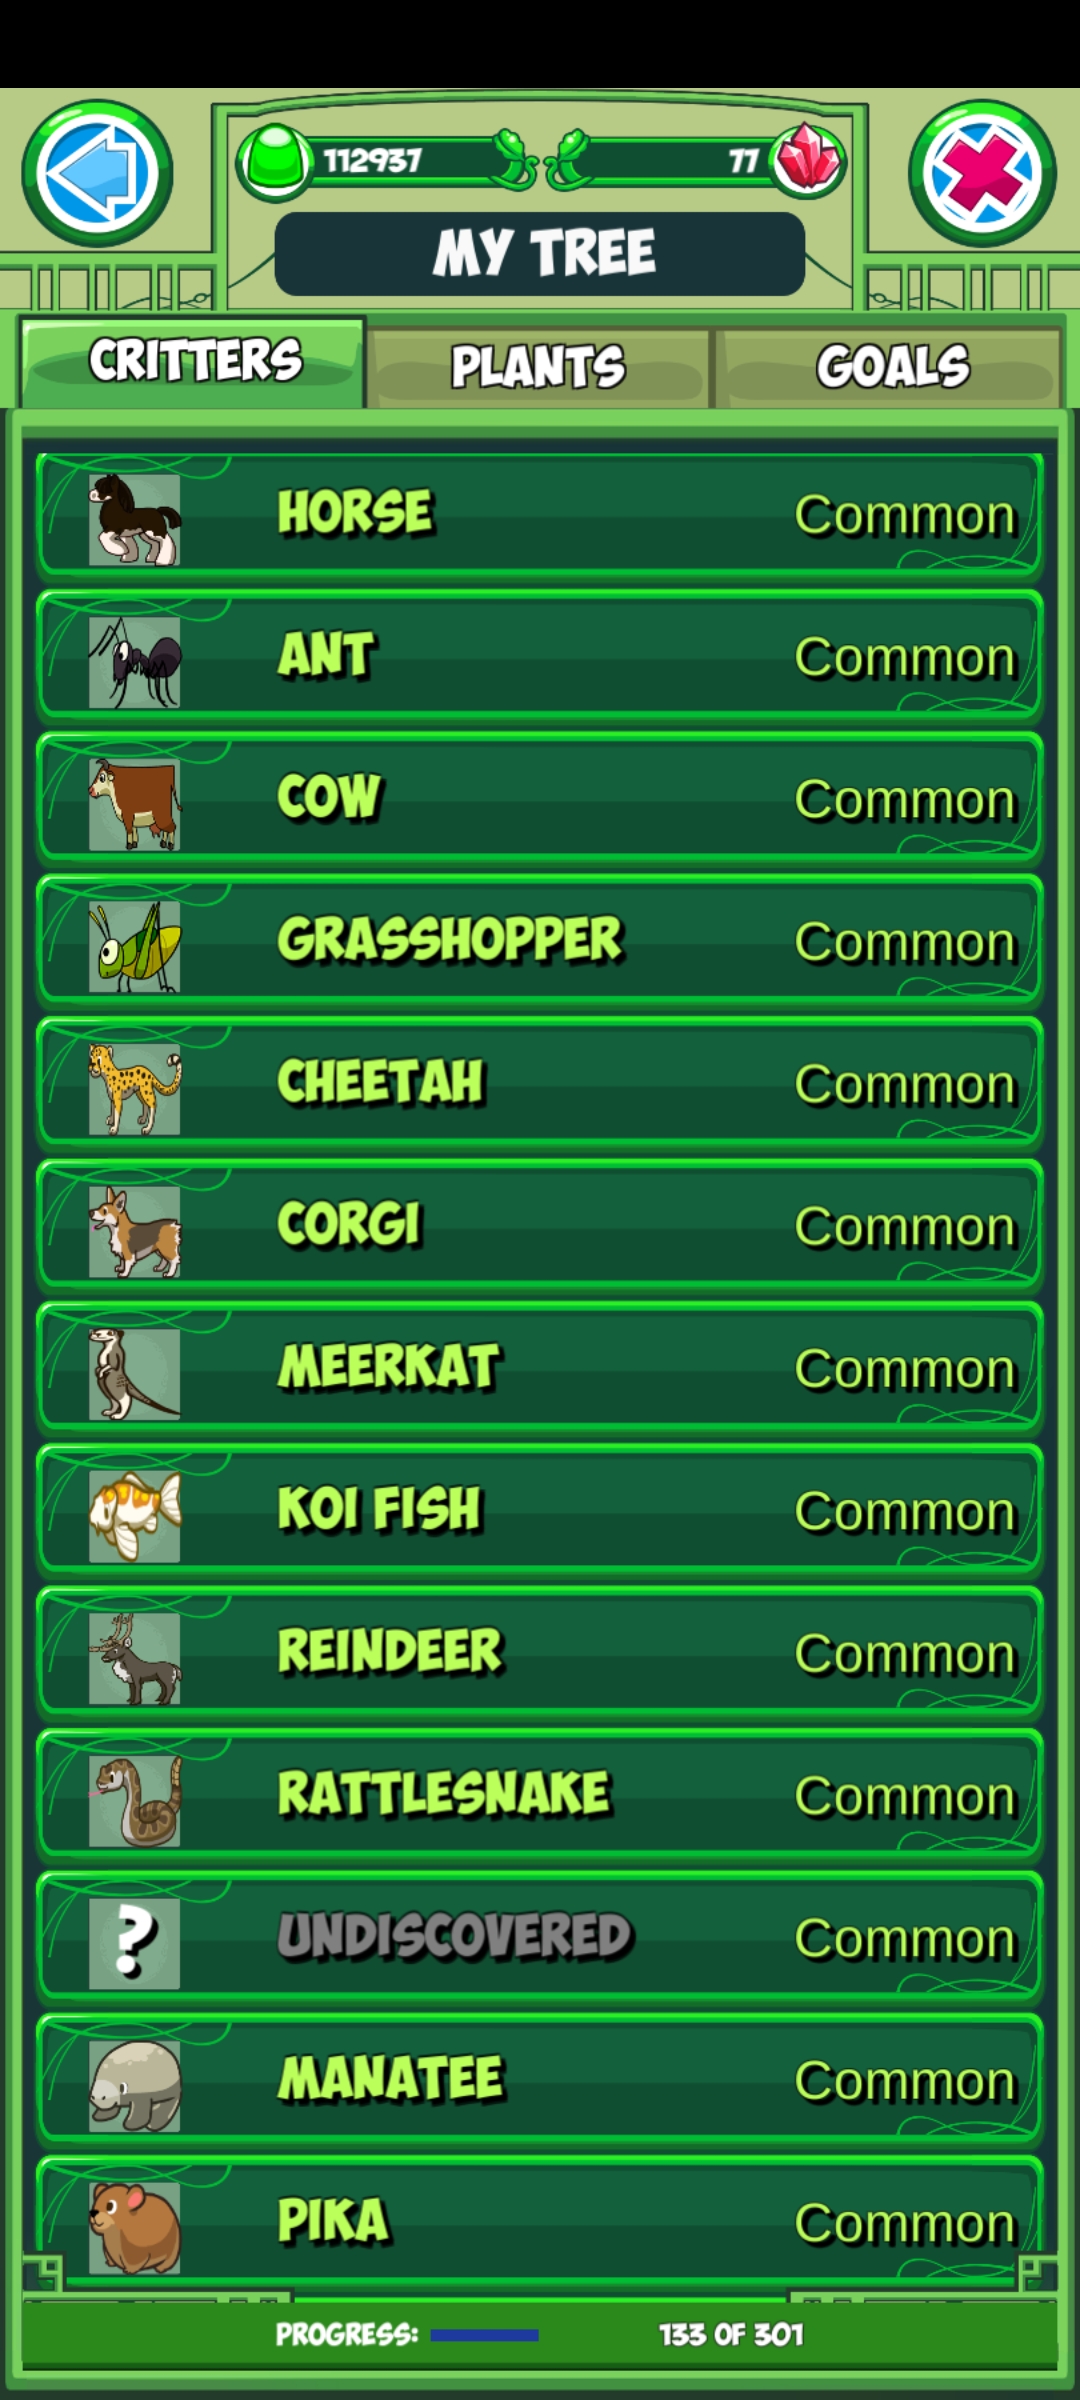 112937
77
MY TREE
CRITTERS PLANTS GOALS
HORSE Common
ANT Common
COW Common
GRASSHOPPER Common
CHEETAH Common
CORGI Common
MEERKAT Common
KOI FISH Common
REINDEER Common
RATTLESNAKE Common
? UNDISCOVERED Common
MANATEE Common
PIKA Common
PROGRESS: 133 OF 301